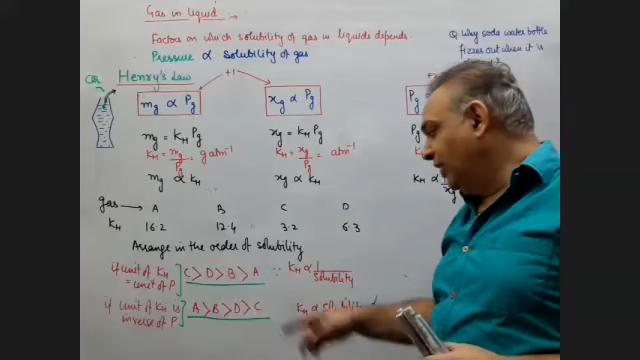 Gas in liquid :→
Factors on which solubility of gas in liquids depends.
Pressure ∝ Solubility of gas
Q. Why soda water bottle
fizzes out when it is
+1
Henry's law
mg ∝ Pg
xg ∝ Pg
Pg
mg = KH Pg
xg = KH Pg
KH = mg/Pg = g atm⁻¹
KH = xg/Pg = atm⁻¹
mg ∝ KH
xg ∝ KH
KH ∝ 1/xg
gas → A B C D
KH 16.2 12.4 3.2 6.3
Arrange in the order of solubility
if unit of KH = unit of P ] C > D > B > A ∵ KH ∝ 1/Solubility
if unit of KH is inverse of P ] A > B > D > C KH ∝ Solubility